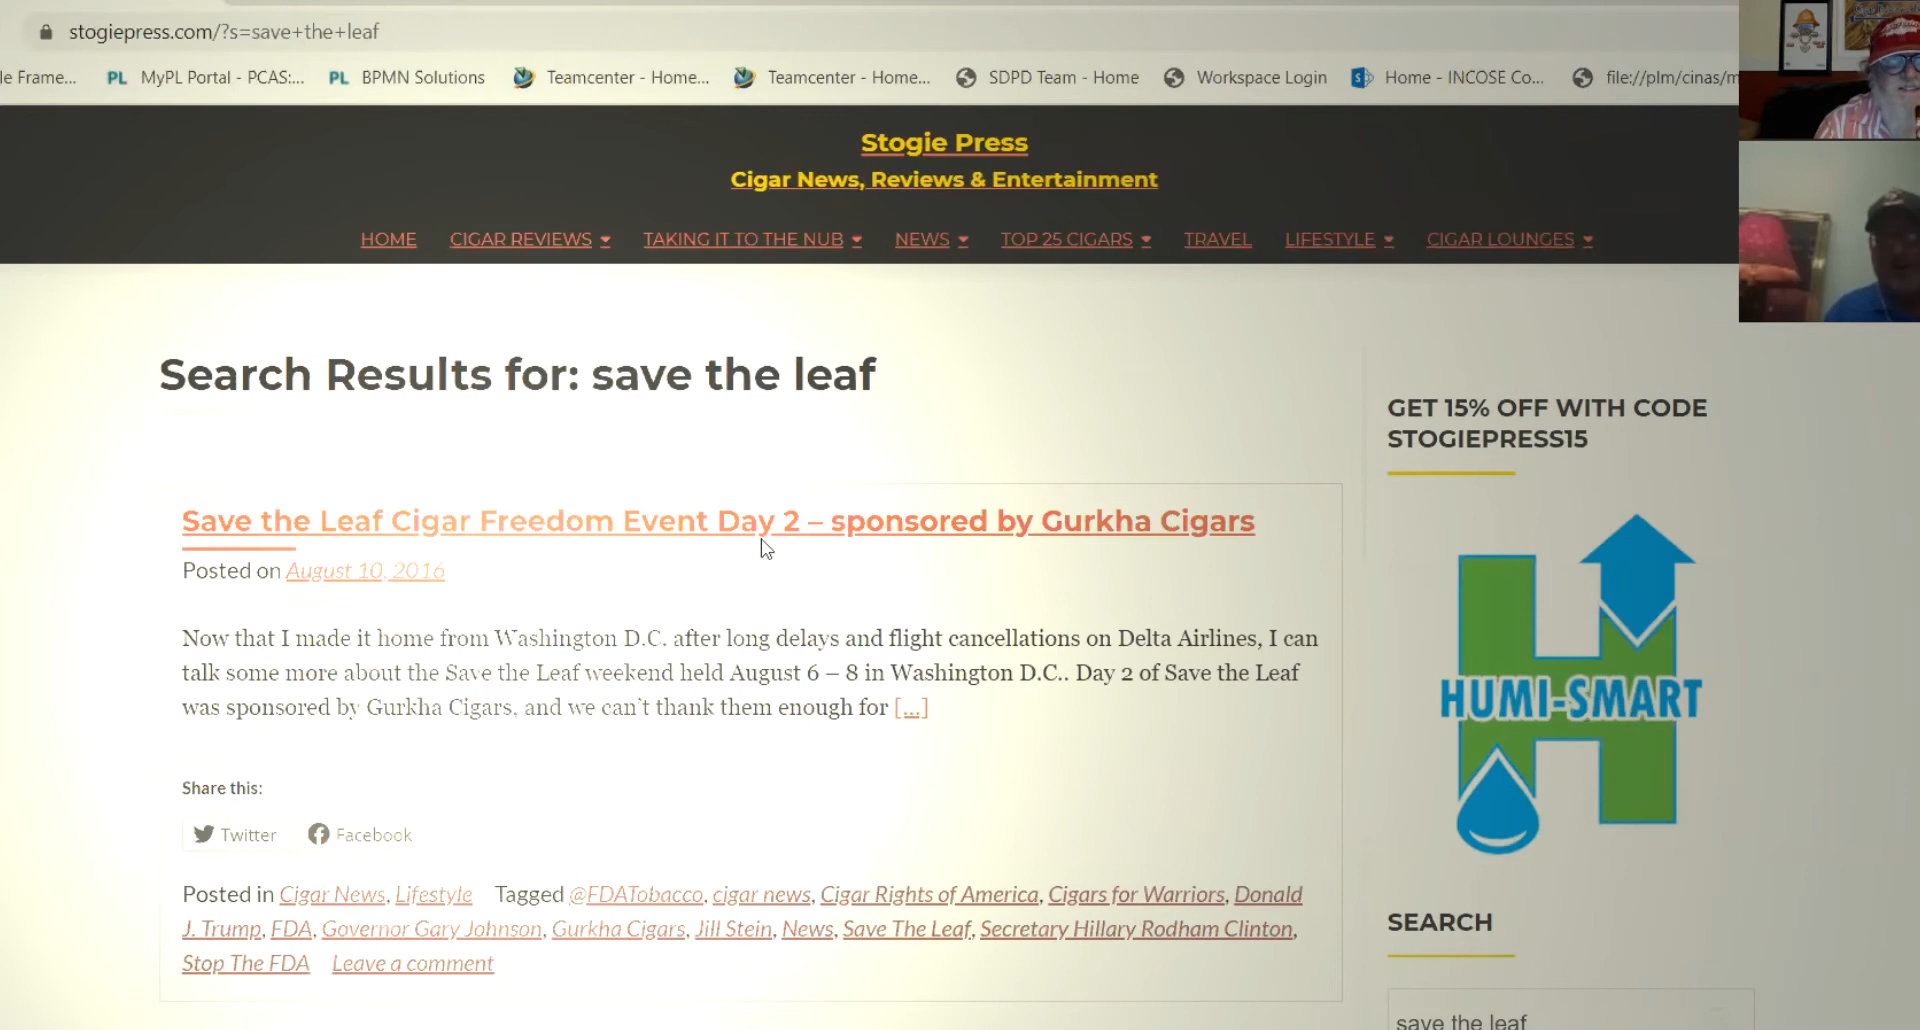 stogiepress.com/?s=save+the+leaf
le Frame... MyPL Portal - PCAS:... BPMN Solutions Teamcenter - Home... Teamcenter - Home... SDPD Team - Home Workspace Login Home - INCOSE Co... file://plm/cinas/m
Stogie Press
Cigar News, Reviews & Entertainment
HOME CIGAR REVIEWS TAKING IT TO THE NUB NEWS TOP 25 CIGARS TRAVEL LIFESTYLE CIGAR LOUNGES
Search Results for: save the leaf
Save the Leaf Cigar Freedom Event Day 2 – sponsored by Gurkha Cigars
Posted on August 10, 2016
Now that I made it home from Washington D.C. after long delays and flight cancellations on Delta Airlines, I can
talk some more about the Save the Leaf weekend held August 6 – 8 in Washington D.C.. Day 2 of Save the Leaf
was sponsored by Gurkha Cigars, and we can't thank them enough for [...]
Share this:
Twitter Facebook
Posted in Cigar News, Lifestyle Tagged @FDATobacco, cigar news, Cigar Rights of America, Cigars for Warriors, Donald
J. Trump, FDA, Governor Gary Johnson, Gurkha Cigars, Jill Stein, News, Save The Leaf, Secretary Hillary Rodham Clinton,
Stop The FDA Leave a comment
GET 15% OFF WITH CODE
STOGIEPRESS15
HUMI-SMART
SEARCH
save the leaf